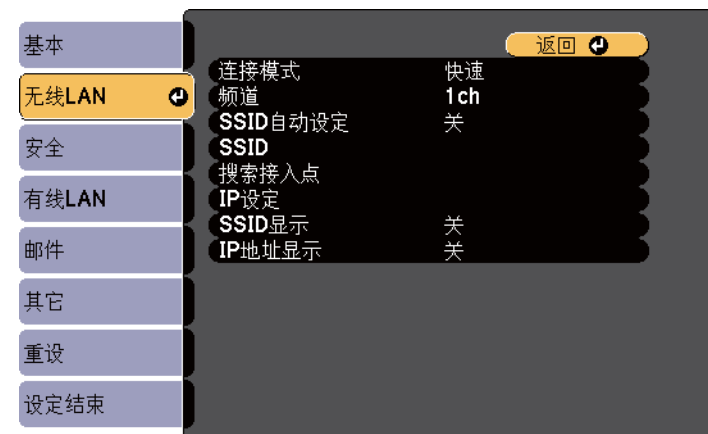 基本
无线LAN
安全
有线LAN
邮件
其它
重设
设定结束
返回
连接模式 快速
频道 1ch
SSID自动设定 关
SSID
搜索接入点
IP设定
SSID显示 关
IP地址显示 关